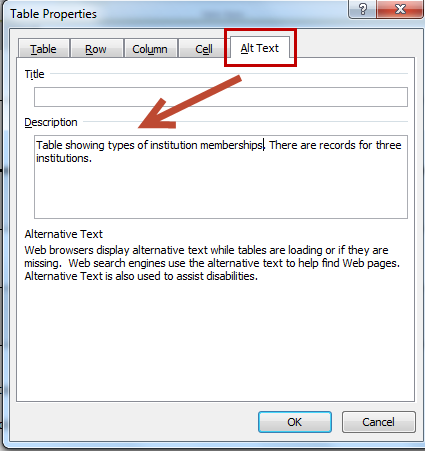 Table Properties
Table Row Column Cell Alt Text
Title
Description
Table showing types of institution memberships. There are records for three
institutions.
Alternative Text
Web browsers display alternative text while tables are loading or if they are
missing. Web search engines use the alternative text to help find Web pages.
Alternative Text is also used to assist disabilities.
OK Cancel